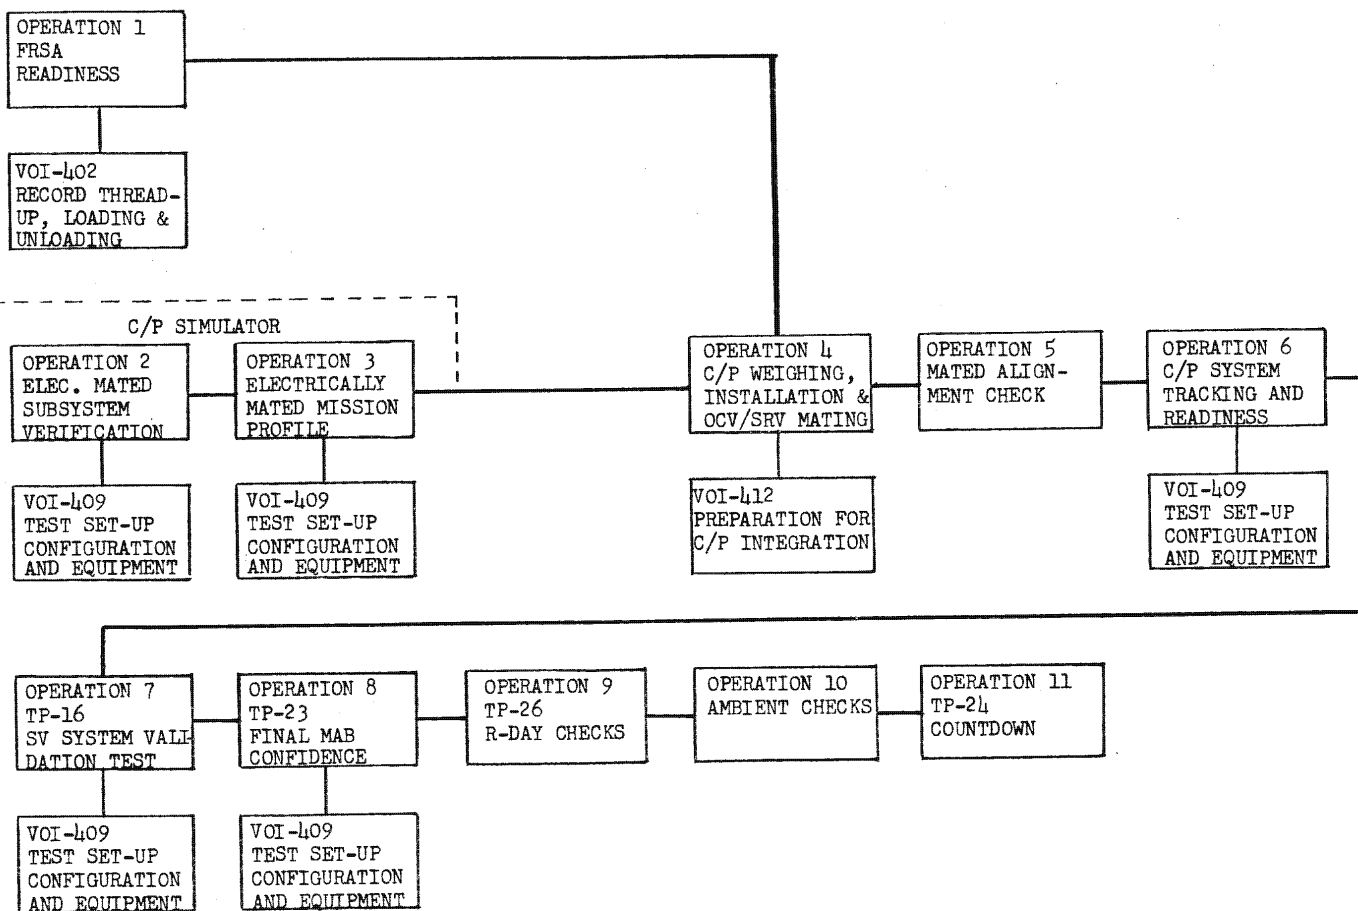 OPERATION 1
FRSA
READINESS
VOI-402
RECORD THREAD-
UP, LOADING &
UNLOADING
C/P SIMULATOR
OPERATION 2
ELEC. MATED
SUBSYSTEM
VERIFICATION
OPERATION 3
ELECTRICALLY
MATED MISSION
PROFILE
OPERATION 4
C/P WEIGHING,
INSTALLATION &
OCV/SRV MATING
OPERATION 5
MATED ALIGN-
MENT CHECK
OPERATION 6
C/P SYSTEM
TRACKING AND
READINESS
VOI-409
TEST SET-UP
CONFIGURATION
AND EQUIPMENT
VOI-409
TEST SET-UP
CONFIGURATION
AND EQUIPMENT
VOI-412
PREPARATION FOR
C/P INTEGRATION
VOI-409
TEST SET-UP
CONFIGURATION
AND EQUIPMENT
OPERATION 7
TP-16
SV SYSTEM VALI-
DATION TEST
OPERATION 8
TP-23
FINAL MAB
CONFIDENCE
OPERATION 9
TP-26
R-DAY CHECKS
OPERATION 10
AMBIENT CHECKS
OPERATION 11
TP-24
COUNTDOWN
VOI-409
TEST SET-UP
CONFIGURATION
AND EQUIPMENT
VOI-409
TEST SET-UP
CONFIGURATION
AND EQUIPMENT